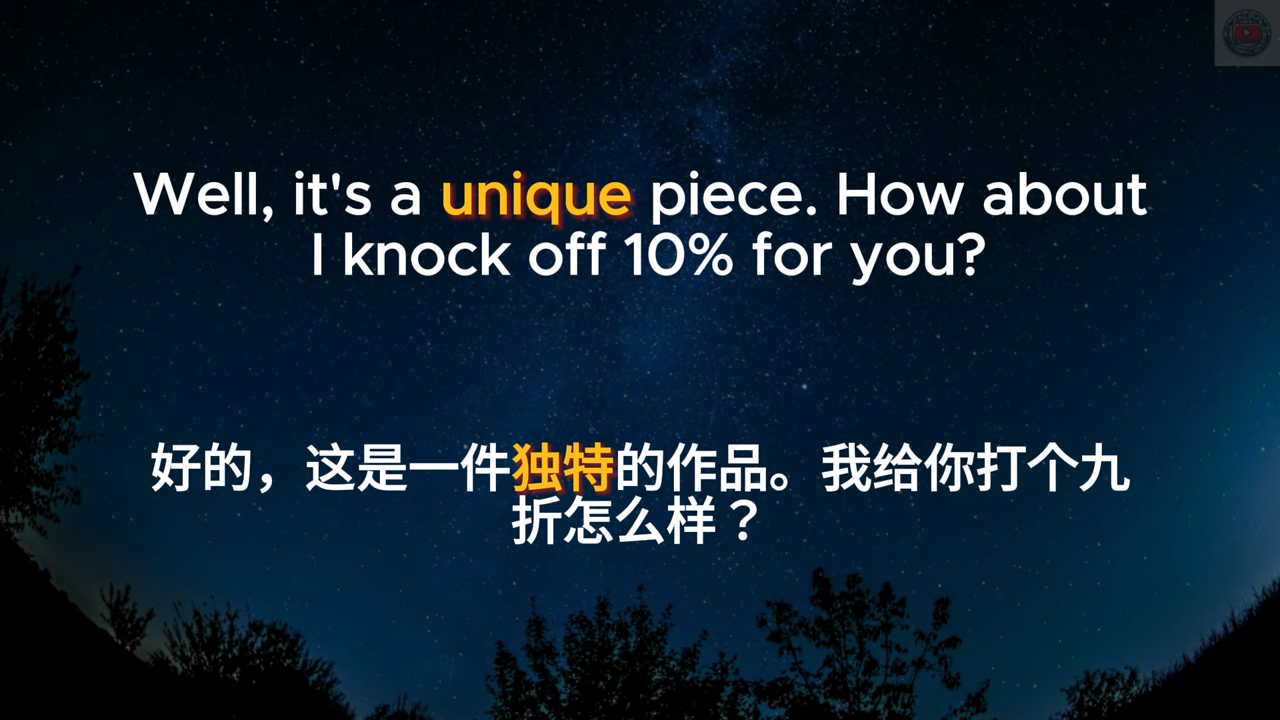 Well, it's a unique piece. How about
I knock off 10% for you?
好的，这是一件独特的作品。我给你打个九
折怎么样？